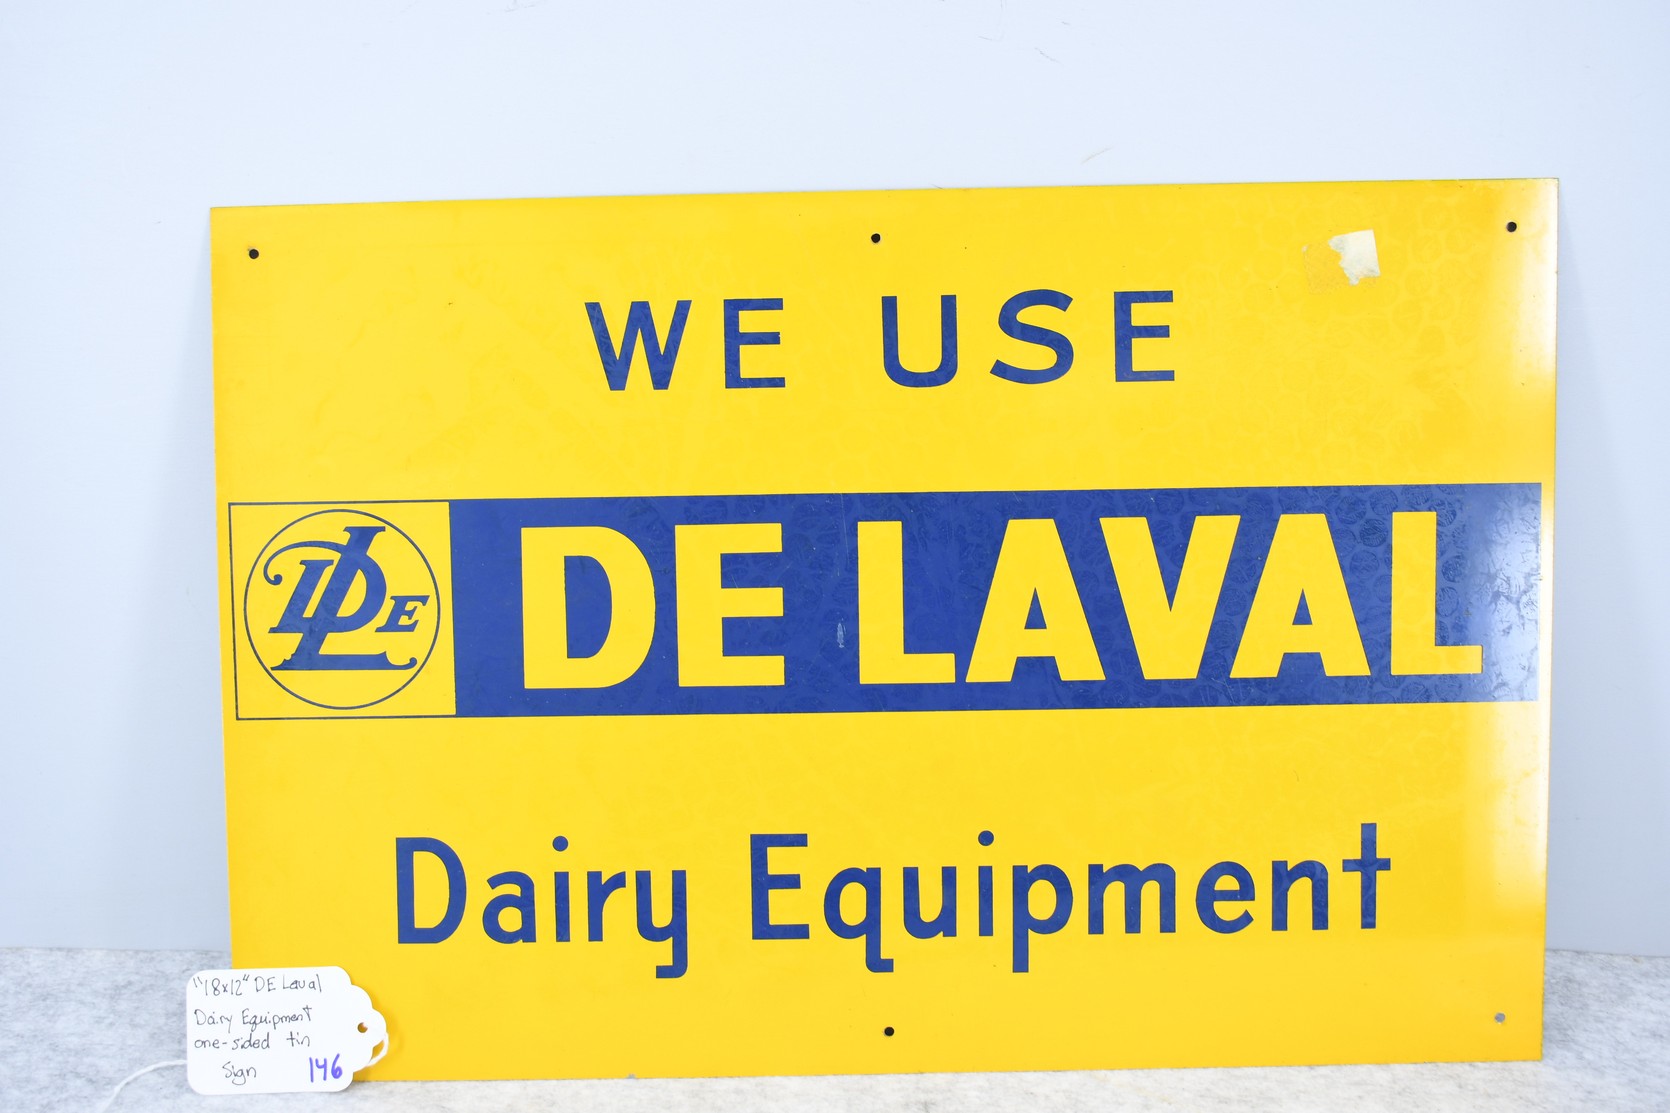 WE USE
DLE DE LAVAL
Dairy Equipment
"18x12" DE Laval
Dairy Equipment
one-sided tin
Sign 146